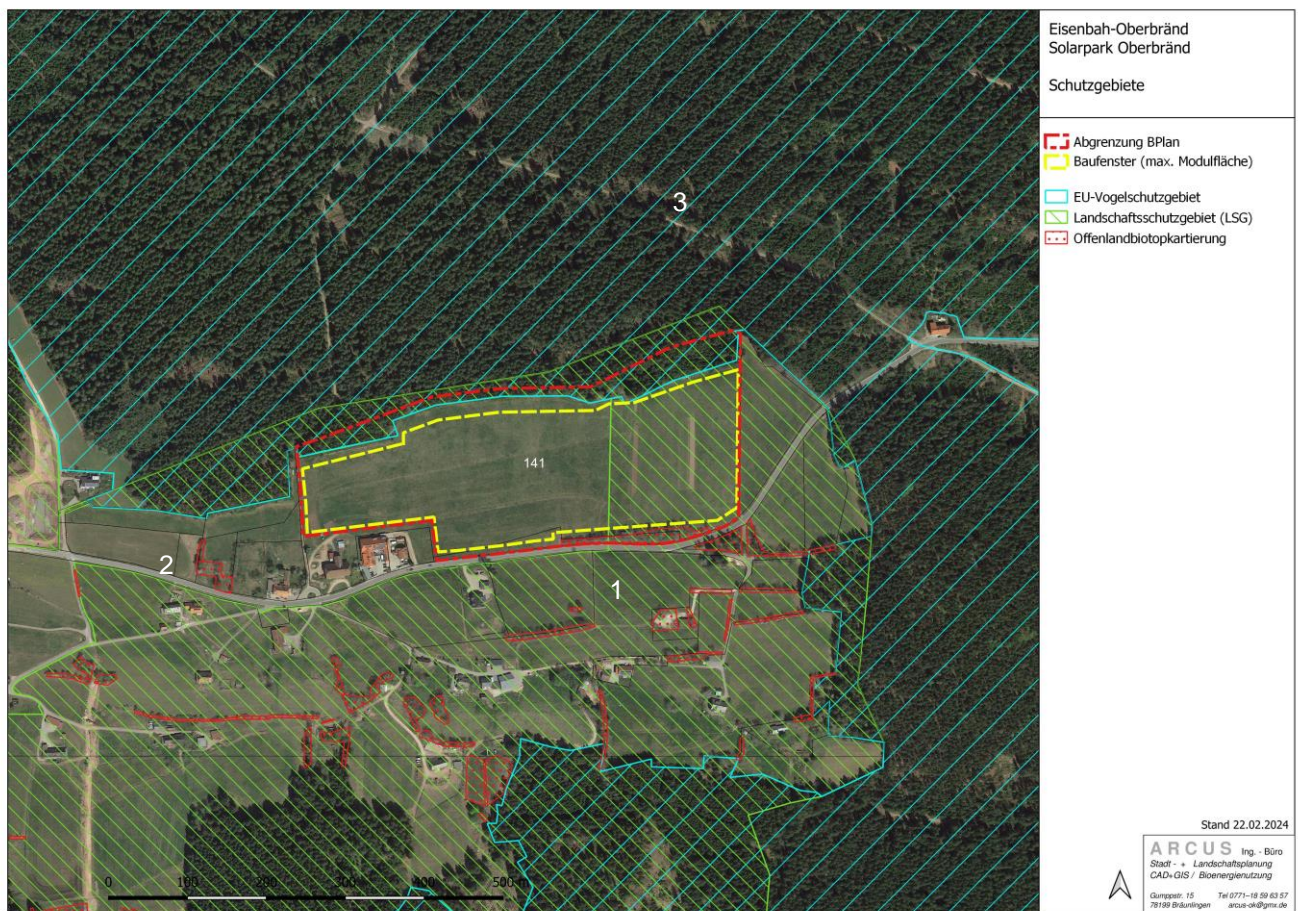 Eisenbah-Oberbränd
Solarpark Oberbränd
Schutzgebiete
Abgrenzung BPlan
Baufenster (max. Modulfläche)
EU-Vogelschutzgebiet
Landschaftsschutzgebiet (LSG)
Offenlandbiotopkartierung
3
141
2
1
0 100 200 300 400 500 m
Stand 22.02.2024
ARCUS Ing. - Büro
Stadt - + Landschaftsplanung
CAD+GIS / Bioenergienutzung
Gumppstr. 15 Tel 0771-18 59 63 57
78199 Bräunlingen arcus-ok@gmx.de